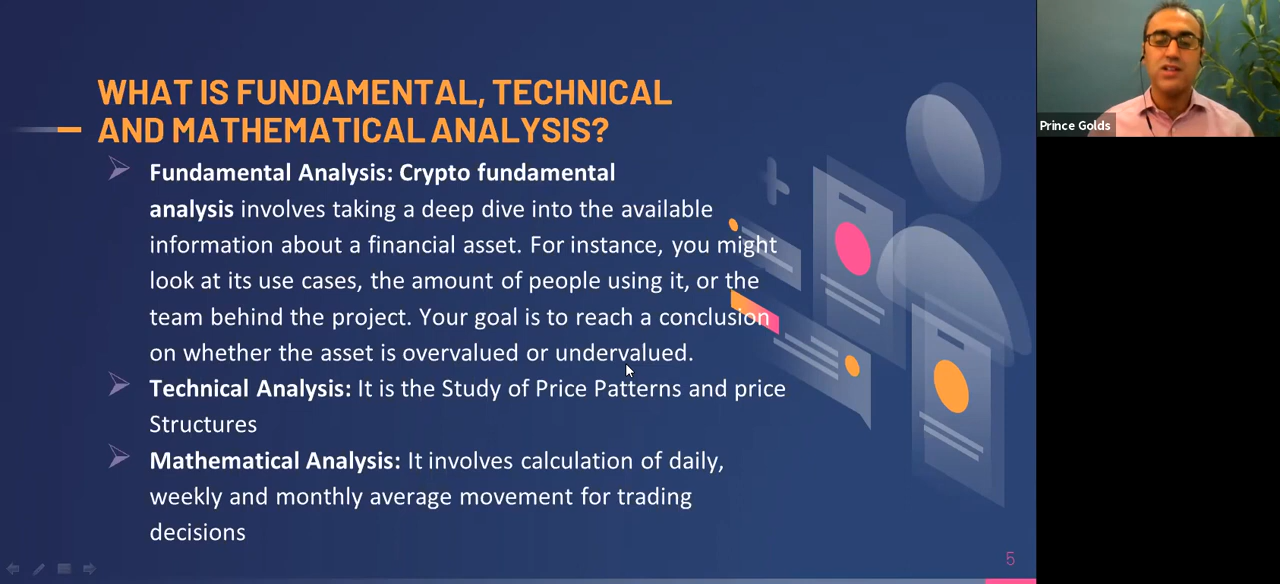 WHAT IS FUNDAMENTAL, TECHNICAL
AND MATHEMATICAL ANALYSIS?
Fundamental Analysis: Crypto fundamental
analysis involves taking a deep dive into the available
information about a financial asset. For instance, you might
look at its use cases, the amount of people using it, or the
team behind the project. Your goal is to reach a conclusion
on whether the asset is overvalued or undervalued.
Technical Analysis: It is the Study of Price Patterns and price
Structures
Mathematical Analysis: It involves calculation of daily,
weekly and monthly average movement for trading
decisions
5
Prince Golds